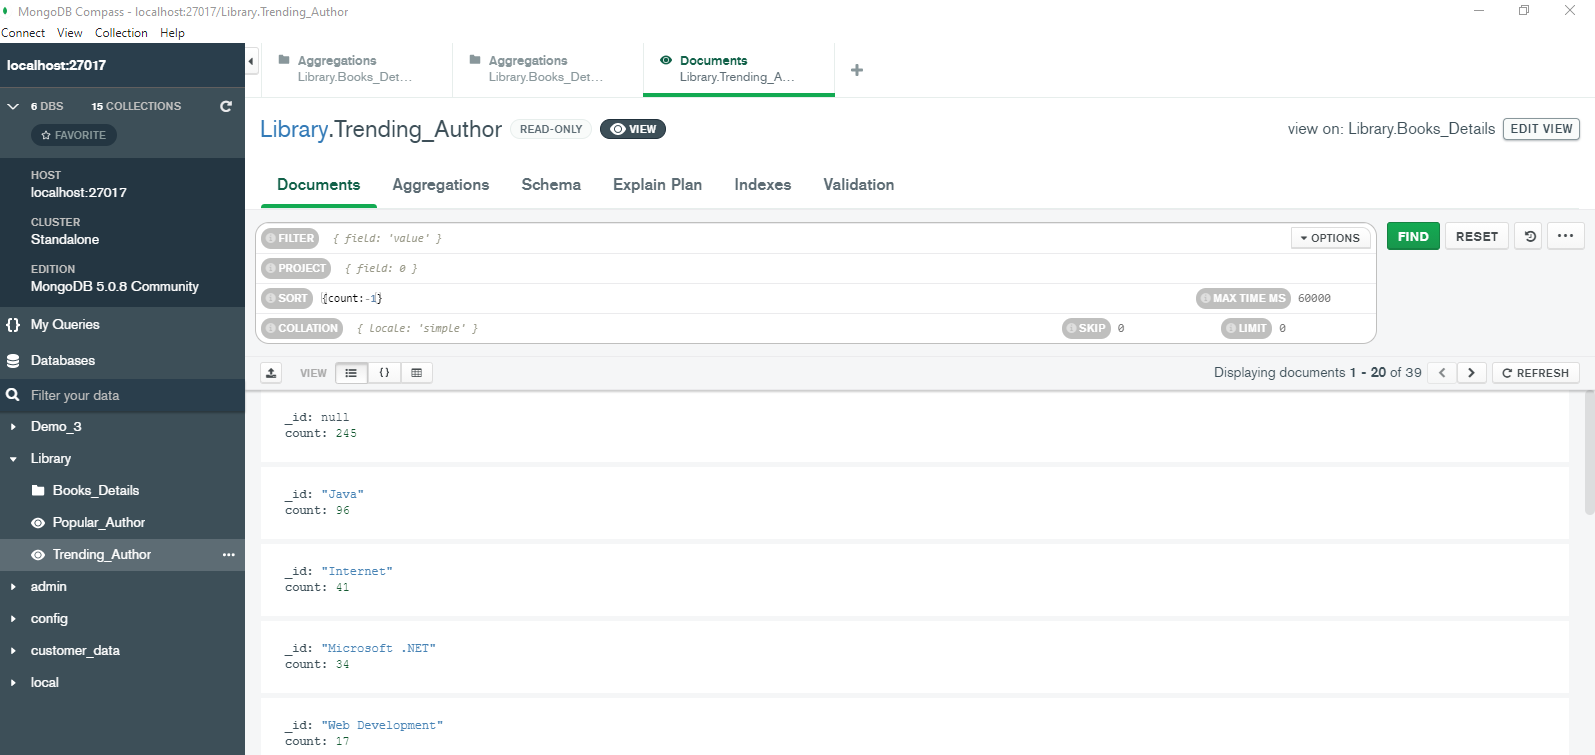 MongoDB Compass - localhost:27017/Library.Trending_Author
Connect View Collection Help
localhost:27017
6 DBS 15 COLLECTIONS
FAVORITE
HOST
localhost:27017
CLUSTER
Standalone
EDITION
MongoDB 5.0.8 Community
{} My Queries
Databases
Filter your data
Demo_3
Library
Books_Details
Popular_Author
Trending_Author
admin
config
customer_data
local
Aggregations
Library.Books_Det...
Aggregations
Library.Books_Det...
Documents
Library.Trending_A...
Library.Trending_Author READ-ONLY VIEW
view on: Library.Books_Details EDIT VIEW
Documents Aggregations Schema Explain Plan Indexes Validation
FILTER { field: 'value' } OPTIONS FIND RESET
PROJECT { field: 0 }
SORT {count:-1} MAX TIME MS 60000
COLLATION { locale: 'simple' } SKIP 0 LIMIT 0
VIEW {} Displaying documents 1 - 20 of 39 < > REFRESH
_id: null
count: 245
_id: "Java"
count: 96
_id: "Internet"
count: 41
_id: "Microsoft .NET"
count: 34
_id: "Web Development"
count: 17